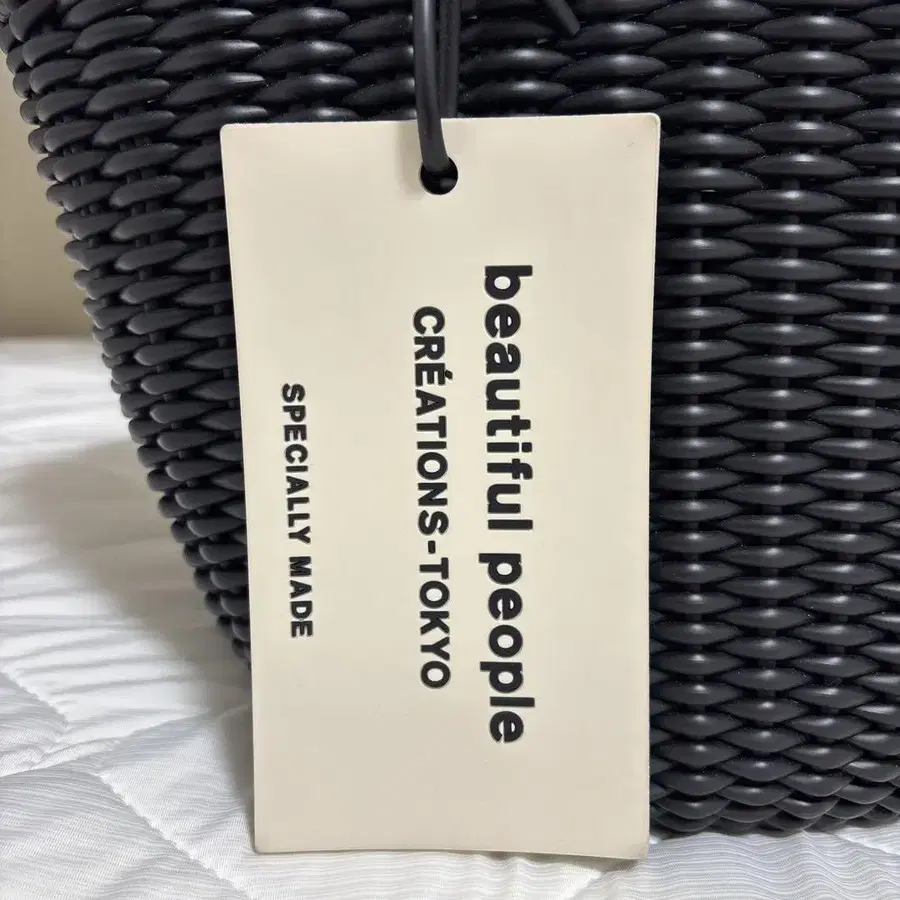 beautiful people
CRÉATIONS-TOKYO
SPECIALLY MADE